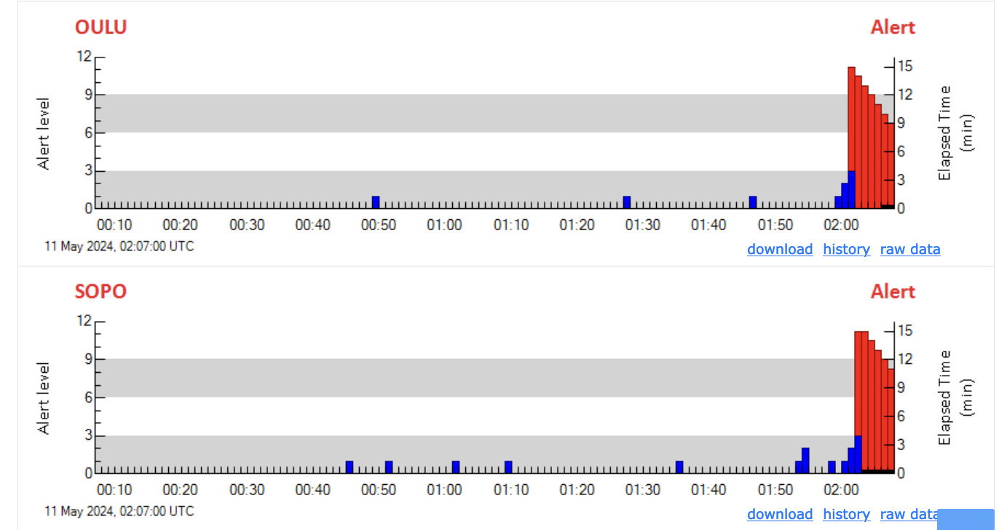 OULU Alert
12 15
9 12
9
6
6
3 3
0 0
Alert level
Elapsed Time
(min)
00:10 00:20 00:30 00:40 00:50 01:00 01:10 01:20 01:30 01:40 01:50 02:00
11 May 2024, 02:07:00 UTC
download history raw data
SOPO Alert
12 15
9 12
9
6
6
3 3
0 0
Alert level
Elapsed Time
(min)
00:10 00:20 00:30 00:40 00:50 01:00 01:10 01:20 01:30 01:40 01:50 02:00
11 May 2024, 02:07:00 UTC
download history raw data